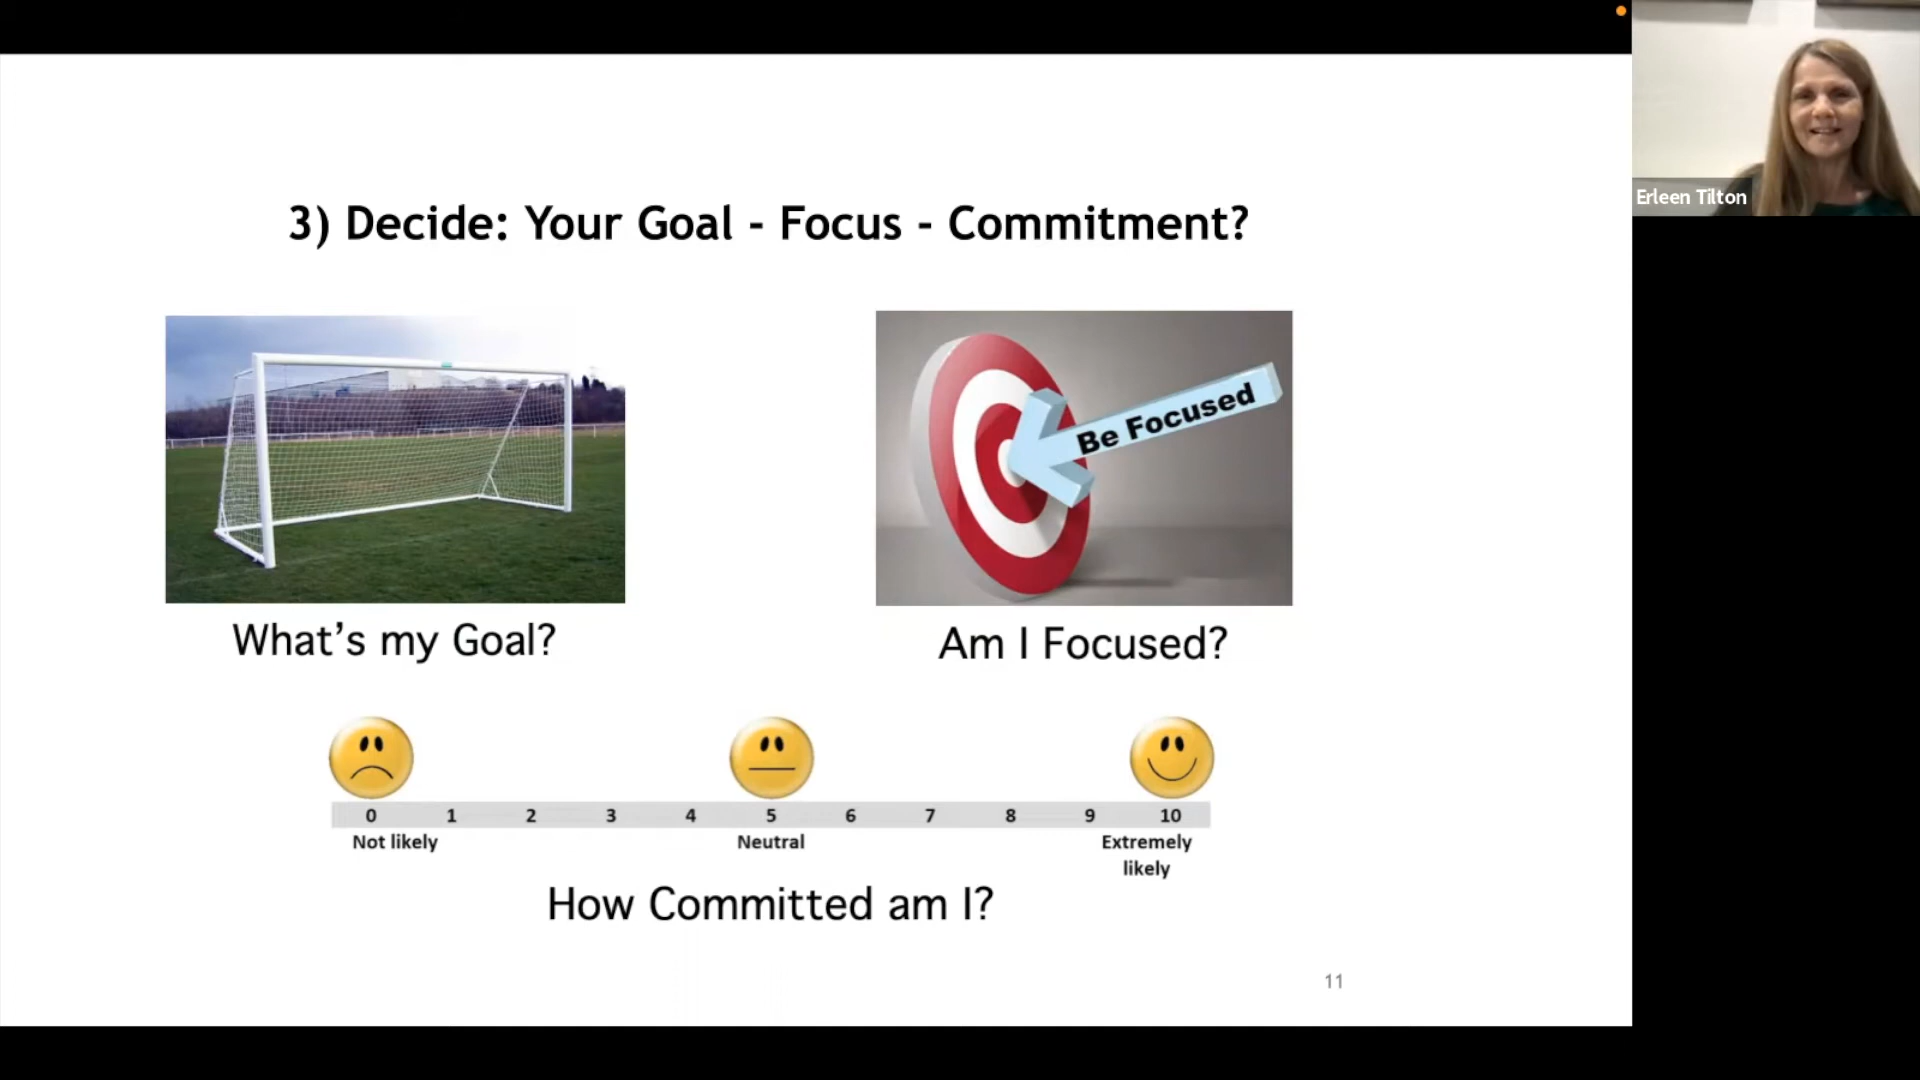 Erleen Tilton
3) Decide: Your Goal - Focus - Commitment?
Be Focused
What's my Goal?
Am I Focused?
0 1 2 3 4 5 6 7 8 9 10
Not likely Neutral Extremely
likely
How Committed am I?
11